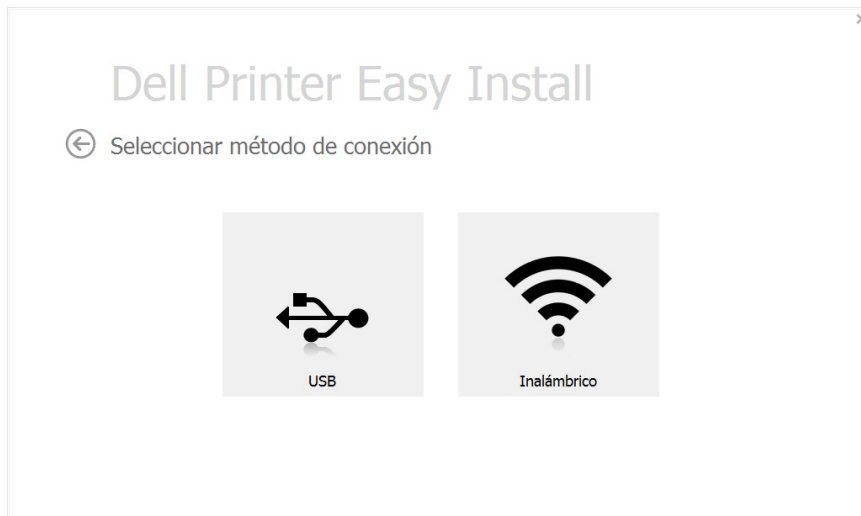 Dell Printer Easy Install
Seleccionar método de conexión
USB
Inalámbrico